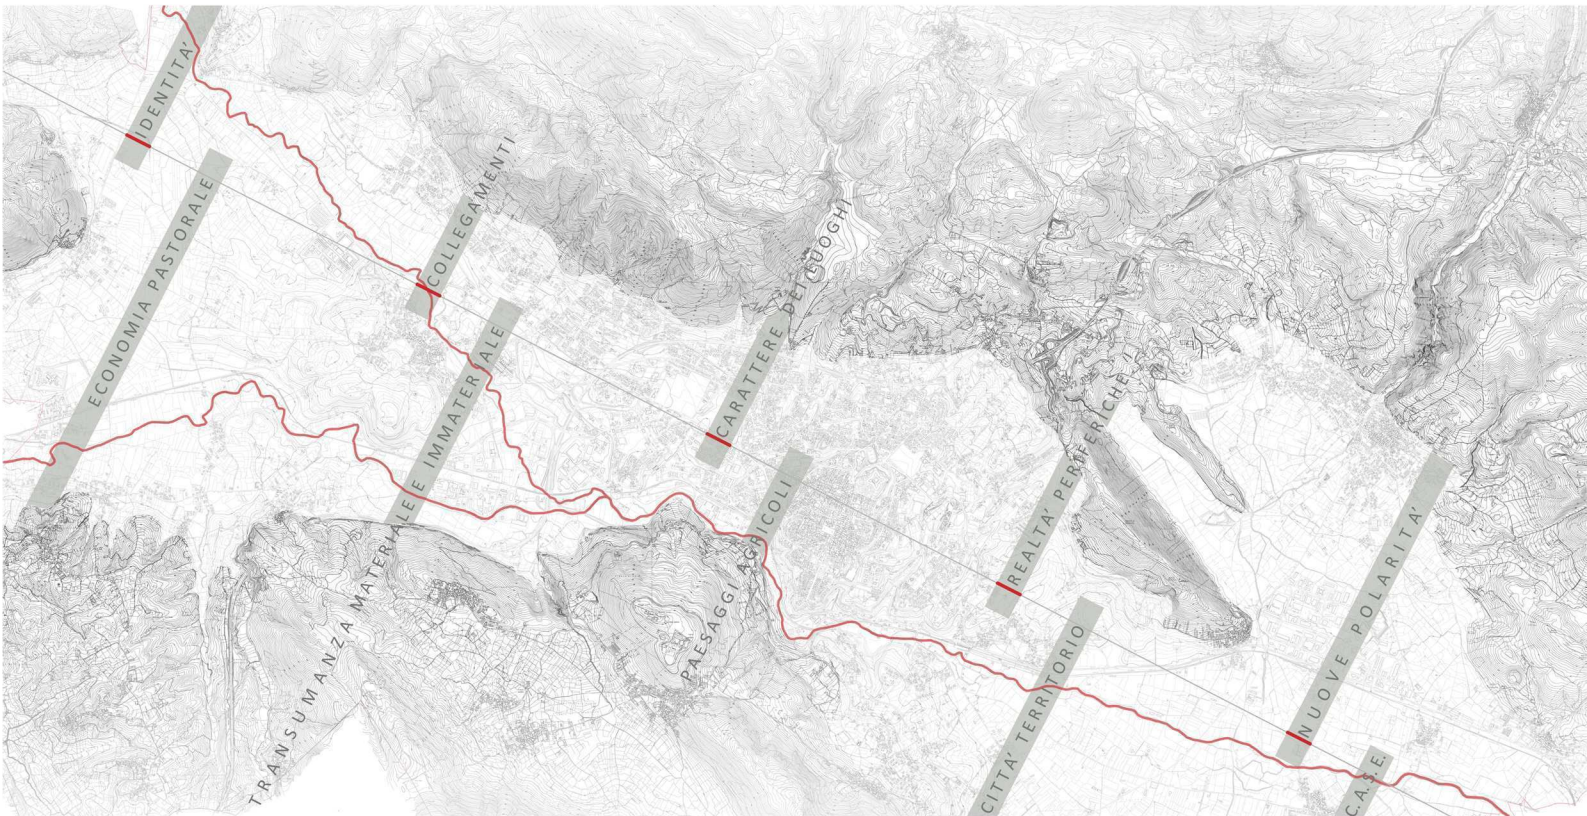 IDENTITA'
ECONOMIA PASTORALE
COLLEGAMENTI
TRANSUMANZA MATERIALE E IMMATERIALE
CARATTERE DEI LUOGHI
PAESAGGI AGRICOLI
REALTA' PERIFERICHE
CITTA' TERRITORIO
NUOVE POLARITA'
C.A.S.E.